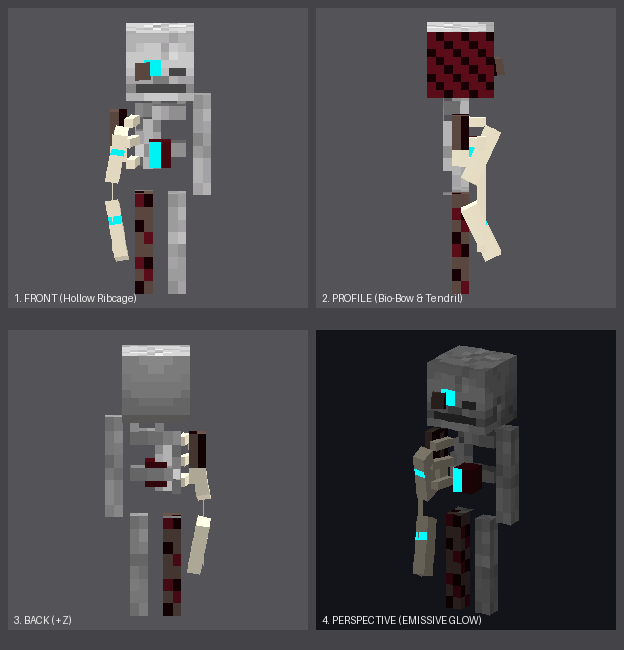 1. FRONT (Hollow Ribcage)
2. PROFILE (Bio-Bow & Tendril)
3. BACK (+Z)
4. PERSPECTIVE (EMISSIVE GLOW)